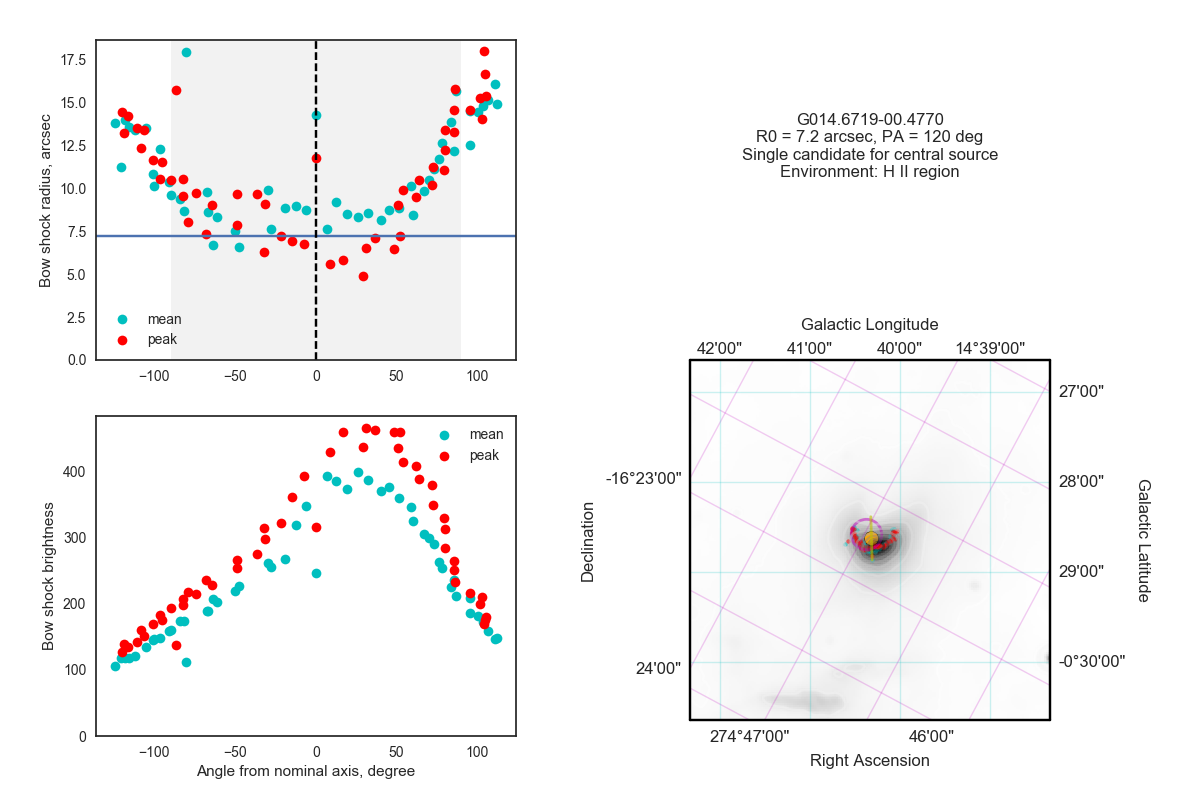 17.5
15.0
12.5
10.0
7.5
5.0
2.5
0.0
Bow shock radius, arcsec
mean
peak
−100
−50
0
50
100
400
300
200
100
0
Bow shock brightness
mean
peak
−100
−50
0
50
100
Angle from nominal axis, degree
G014.6719-00.4770
R0 = 7.2 arcsec, PA = 120 deg
Single candidate for central source
Environment: H II region
Galactic Longitude
42'00" 41'00" 40'00" 14°39'00"
27'00"
-16°23'00"
28'00"
Declination
Galactic Latitude
29'00"
24'00"
-0°30'00"
274°47'00" 46'00"
Right Ascension